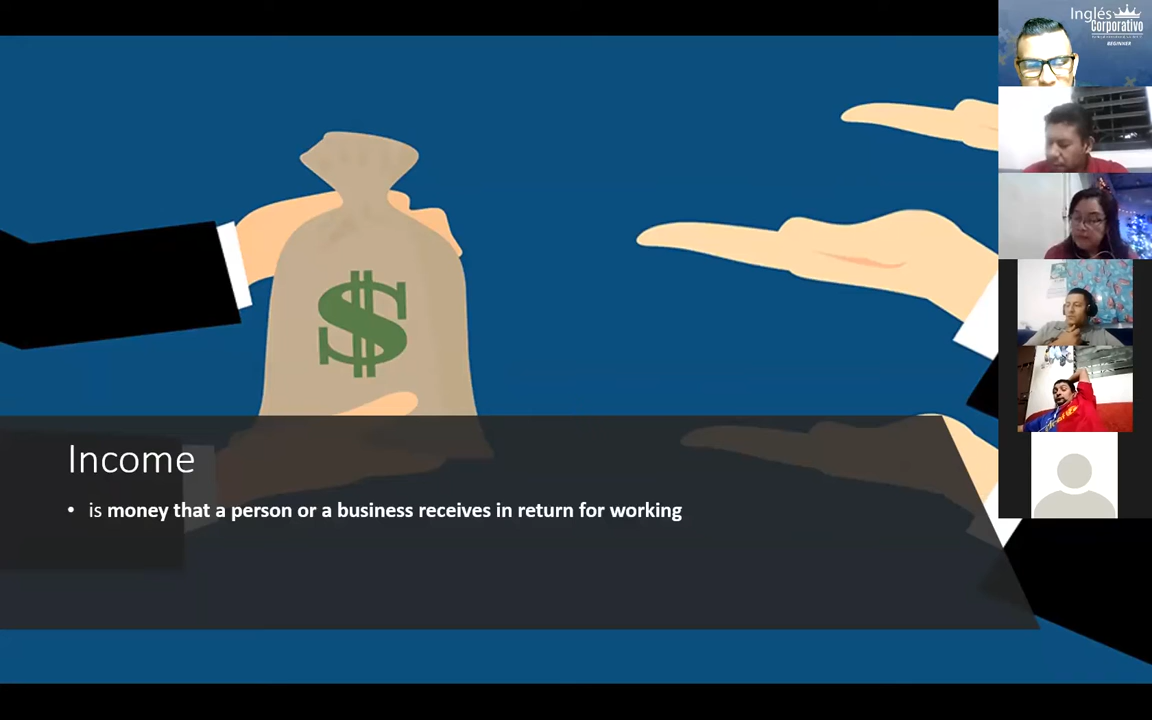 Income
• is money that a person or a business receives in return for working
Inglés
Corporativo
BEGINNER